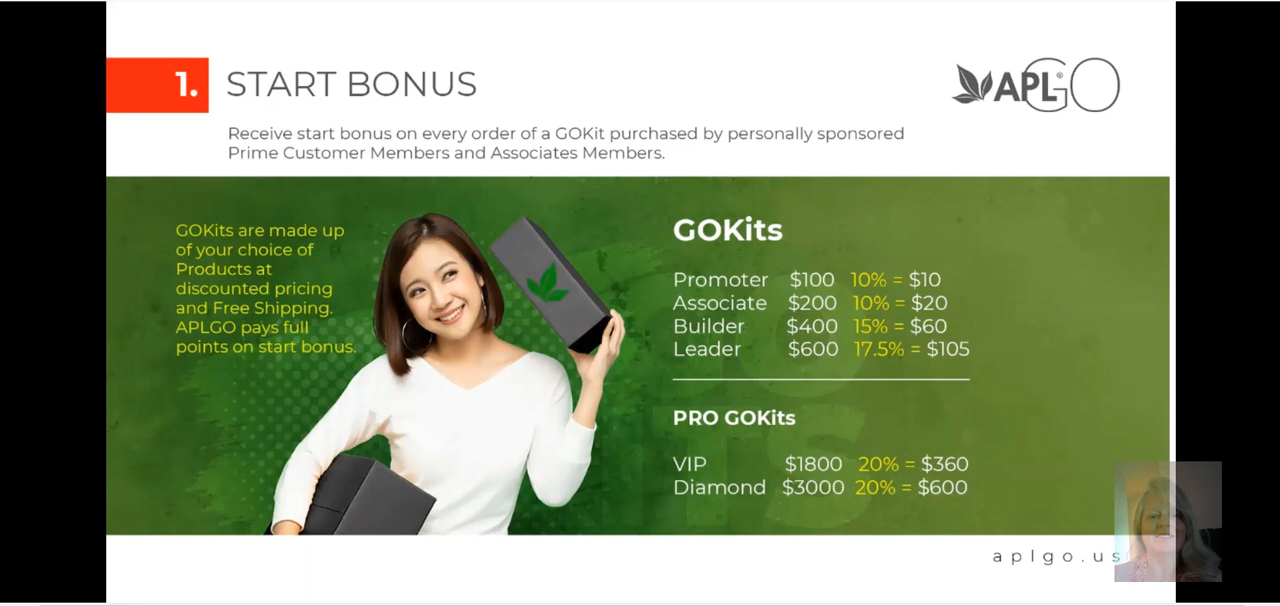 1. START BONUS
APL® GO
Receive start bonus on every order of a GOKit purchased by personally sponsored
Prime Customer Members and Associates Members.
GOKits are made up
of your choice of
Products at
discounted pricing
and Free Shipping.
APLGO pays full
points on start bonus.
GOKits
Promoter $100 10% = $10
Associate $200 10% = $20
Builder $400 15% = $60
Leader $600 17.5% = $105
PRO GOKits
VIP $1800 20% = $360
Diamond $3000 20% = $600
aplgo.us